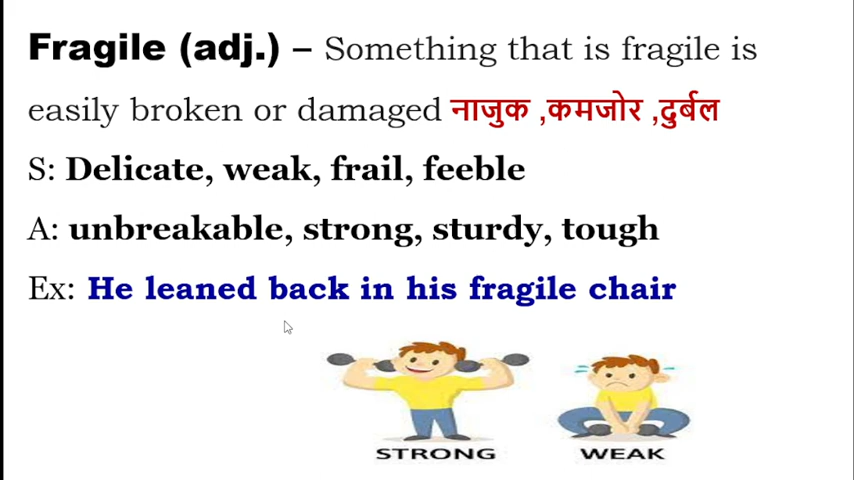 Fragile (adj.) – Something that is fragile is
easily broken or damaged नाजुक ,कमजोर ,दुर्बल
S: Delicate, weak, frail, feeble
A: unbreakable, strong, sturdy, tough
Ex: He leaned back in his fragile chair
STRONG WEAK